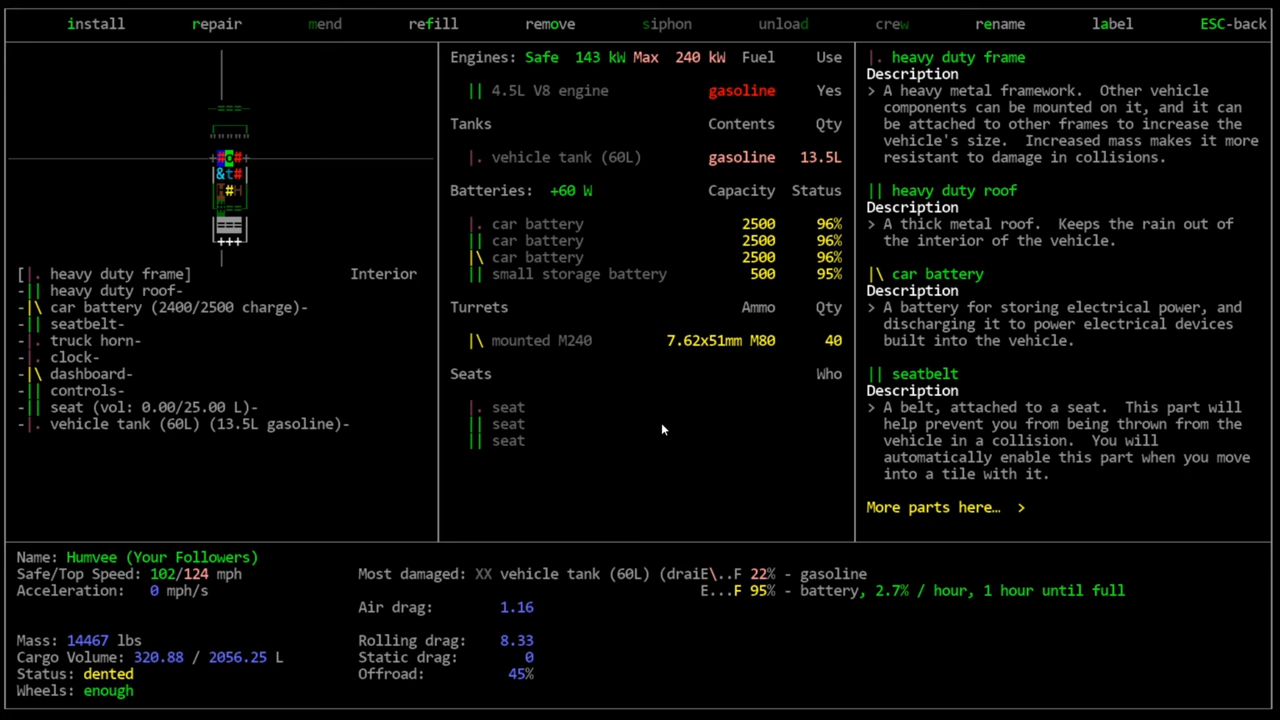 install repair mend refill remove siphon unload crew rename label ESC-back
[|. heavy duty frame] Interior
-|| heavy duty roof-
-|\ car battery (2400/2500 charge)-
-|| seatbelt-
-|. truck horn-
-|. clock-
-|\ dashboard-
-|| controls-
-|| seat (vol: 0.00/25.00 L)-
-|. vehicle tank (60L) (13.5L gasoline)-
Engines: Safe 143 kW Max 240 kW Fuel Use
|| 4.5L V8 engine gasoline Yes
Tanks Contents Qty
|. vehicle tank (60L) gasoline 13.5L
Batteries: +60 W Capacity Status
|. car battery 2500 96%
|| car battery 2500 96%
|\ car battery 2500 96%
|| small storage battery 500 95%
Turrets Ammo Qty
|\ mounted M240 7.62x51mm M80 40
Seats Who
|. seat
|| seat
|| seat
|. heavy duty frame
Description
> A heavy metal framework. Other vehicle
components can be mounted on it, and it can
be attached to other frames to increase the
vehicle's size. Increased mass makes it more
resistant to damage in collisions.
|| heavy duty roof
Description
> A thick metal roof. Keeps the rain out of
the interior of the vehicle.
|\ car battery
Description
> A battery for storing electrical power, and
discharging it to power electrical devices
built into the vehicle.
|| seatbelt
Description
> A belt, attached to a seat. This part will
help prevent you from being thrown from the
vehicle in a collision. You will
automatically enable this part when you move
into a tile with it.
More parts here… >
Name: Humvee (Your Followers)
Safe/Top Speed: 102/124 mph
Acceleration: 0 mph/s
Mass: 14467 lbs
Cargo Volume: 320.88 / 2056.25 L
Status: dented
Wheels: enough
Most damaged: XX vehicle tank (60L) (draiE\..F 22% - gasoline
E...F 95% - battery, 2.7% / hour, 1 hour until full
Air drag: 1.16
Rolling drag: 8.33
Static drag: 0
Offroad: 45%